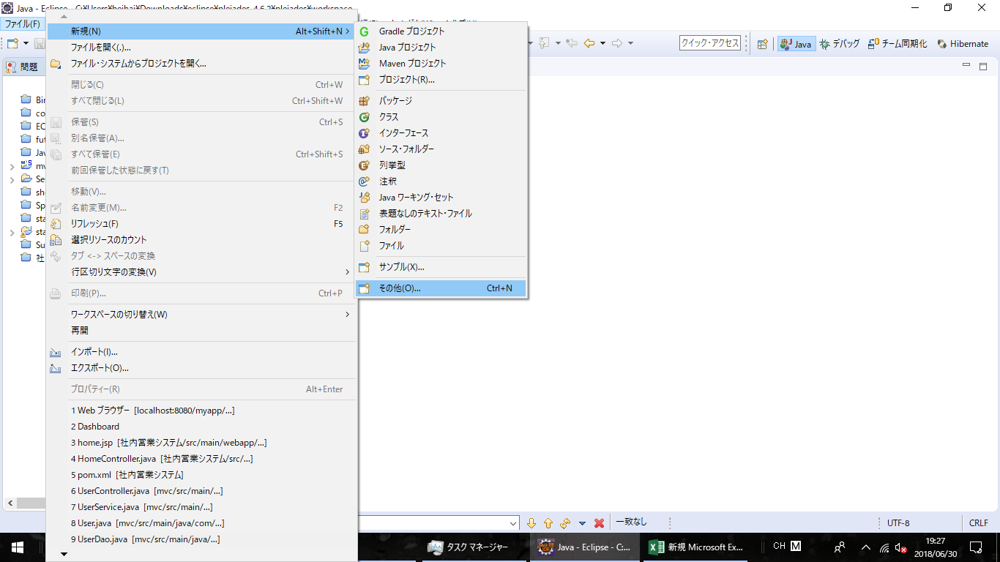 Java - Eclipse - C:¥Users¥beihai¥Downloads¥eclipse¥pleiades-4.6.2¥pleiades¥workspace
ファイル(F)
新規(N) Alt+Shift+N
ファイルを開く(.)...
ファイル・システムからプロジェクトを開く...
閉じる(C) Ctrl+W
すべて閉じる(L) Ctrl+Shift+W
保管(S) Ctrl+S
別名保管(A)...
すべて保管(E) Ctrl+Shift+S
前回保管した状態に戻す(T)
移動(V)...
名前変更(M)... F2
リフレッシュ(F) F5
選択リソースのカウント
タブ <-> スペースの変換
行区切り文字の変換(V)
印刷(P)... Ctrl+P
ワークスペースの切り替え(W)
再開
インポート(I)...
エクスポート(O)...
プロパティー(R) Alt+Enter
1 Web ブラウザー [localhost:8080/myapp/...]
2 Dashboard
3 home.jsp [社内営業システム/src/main/webapp/...]
4 HomeController.java [社内営業システム/src/...]
5 pom.xml [社内営業システム]
6 UserController.java [mvc/src/main/...]
7 UserService.java [mvc/src/main/...]
8 User.java [mvc/src/main/java/com/...]
9 UserDao.java [mvc/src/main/java/...]
Gradle プロジェクト
Java プロジェクト
Maven プロジェクト
プロジェクト(R)...
パッケージ
クラス
インターフェース
ソース・フォルダー
列挙型
注釈
Java ワーキング・セット
表題なしのテキスト・ファイル
フォルダー
ファイル
サンプル(X)...
その他(O)... Ctrl+N
クイック・アクセス
Java
デバッグ
チーム同期化
Hibernate
問題
Bin
co
EC
fut
Jav
mv
Se
sh
Sp
sta
sta
Su
社
一致なし
UTF-8
CRLF
タスク マネージャー
Java - Eclipse - C:...
新規 Microsoft Ex...
CH
M
19:27
2018/06/30